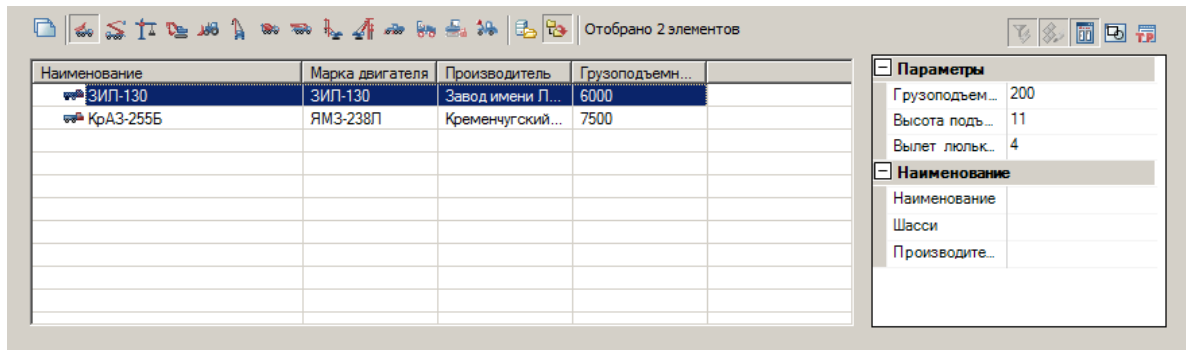 Отобрано 2 элементов
Т.Р.
Наименование Марка двигателя Производитель Грузоподъемн...
ЗИЛ-130 ЗИЛ-130 Завод имени Л... 6000
КрАЗ-255Б ЯМЗ-238Л Кременчугский... 7500
Параметры
Грузоподъем... 200
Высота подъ... 11
Вылет люльк... 4
Наименование
Наименование
Шасси
Производите...